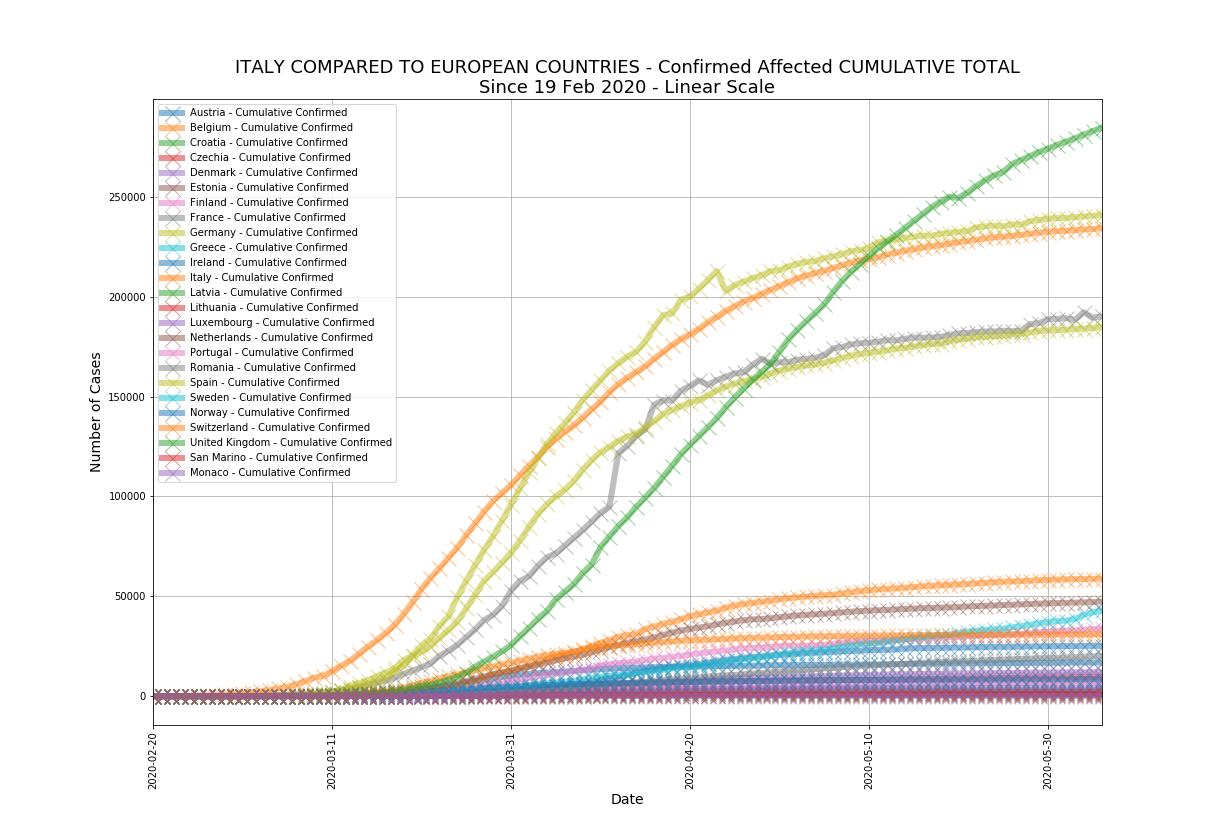 ITALY COMPARED TO EUROPEAN COUNTRIES - Confirmed Affected CUMULATIVE TOTAL
Since 19 Feb 2020 - Linear Scale
Austria - Cumulative Confirmed
Belgium - Cumulative Confirmed
Croatia - Cumulative Confirmed
Czechia - Cumulative Confirmed
Denmark - Cumulative Confirmed
Estonia - Cumulative Confirmed
Finland - Cumulative Confirmed
France - Cumulative Confirmed
Germany - Cumulative Confirmed
Greece - Cumulative Confirmed
Ireland - Cumulative Confirmed
Italy - Cumulative Confirmed
Latvia - Cumulative Confirmed
Lithuania - Cumulative Confirmed
Luxembourg - Cumulative Confirmed
Netherlands - Cumulative Confirmed
Portugal - Cumulative Confirmed
Romania - Cumulative Confirmed
Spain - Cumulative Confirmed
Sweden - Cumulative Confirmed
Norway - Cumulative Confirmed
Switzerland - Cumulative Confirmed
United Kingdom - Cumulative Confirmed
San Marino - Cumulative Confirmed
Monaco - Cumulative Confirmed
Number of Cases
250000
200000
150000
100000
50000
0
2020-02-20
2020-03-11
2020-03-31
2020-04-20
2020-05-10
2020-05-30
Date